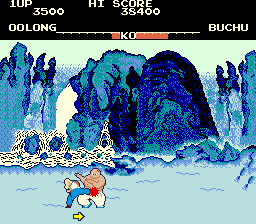 1UP HI SCORE
3500 38400
OOLONG BUCHU
KO